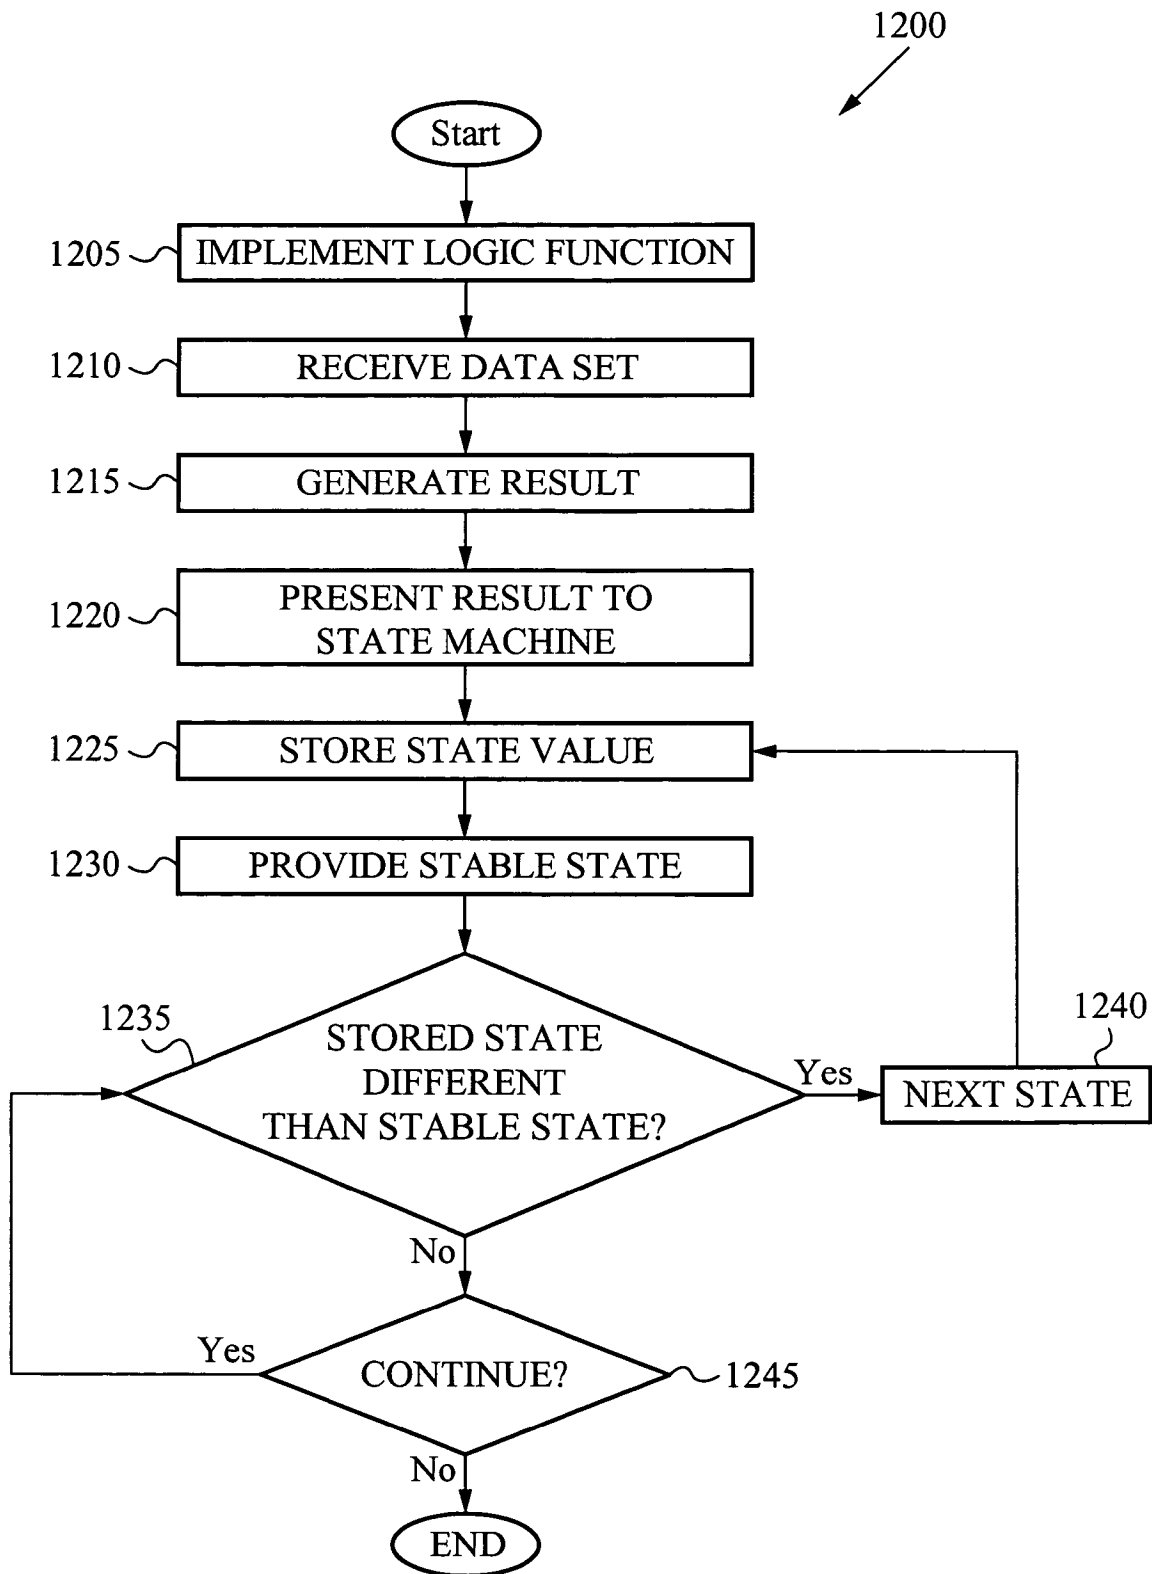 1200
Start
1205
IMPLEMENT LOGIC FUNCTION
1210
RECEIVE DATA SET
1215
GENERATE RESULT
1220
PRESENT RESULT TO
STATE MACHINE
1225
STORE STATE VALUE
1230
PROVIDE STABLE STATE
1235
STORED STATE
DIFFERENT
THAN STABLE STATE?
Yes
1240
NEXT STATE
No
Yes
CONTINUE?
1245
No
END